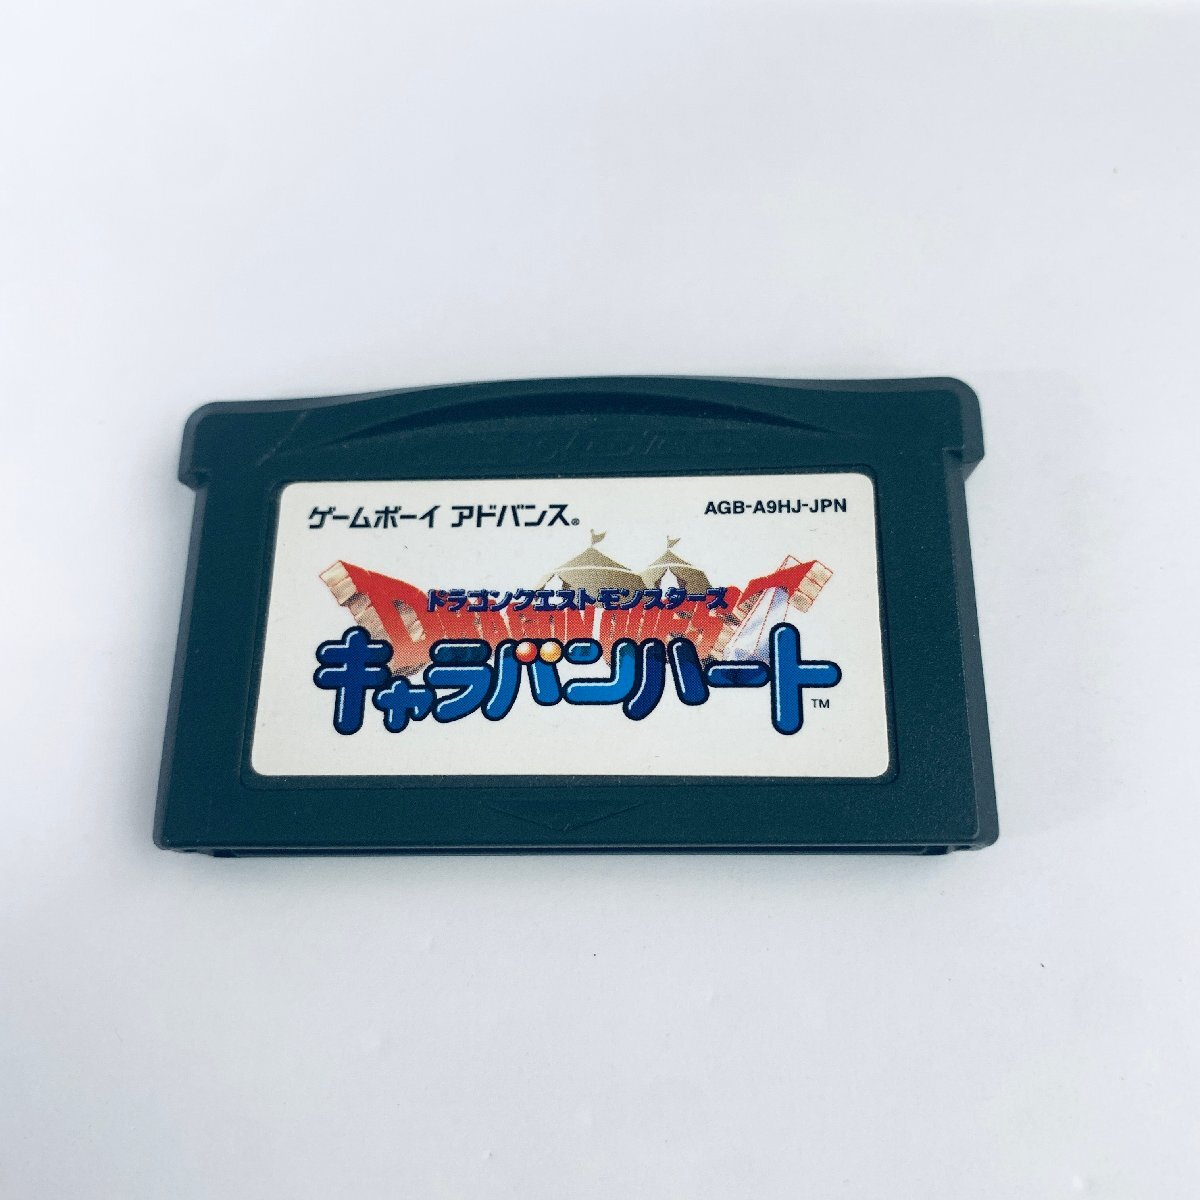 ゲームボーイ アドバンス®
AGB-A9HJ-JPN
ドラゴンクエストモンスターズ
DRAGON QUEST
キャラバンハート
TM